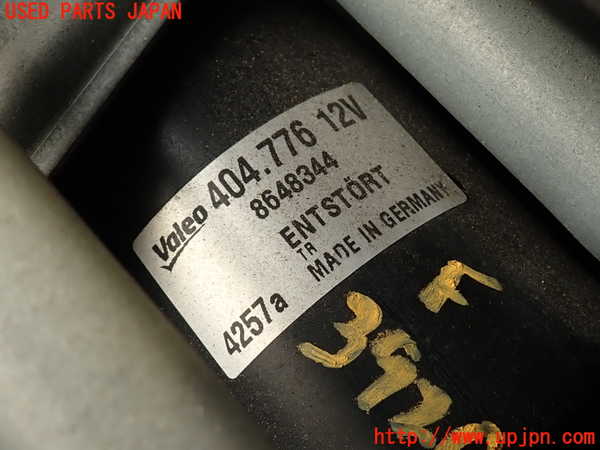 USED PARTS JAPAN
Valeo 404.776 12V
8648344
ENTSTÖRT
TR MADE IN GERMANY
4257a
F
http://www.upjpn.com/